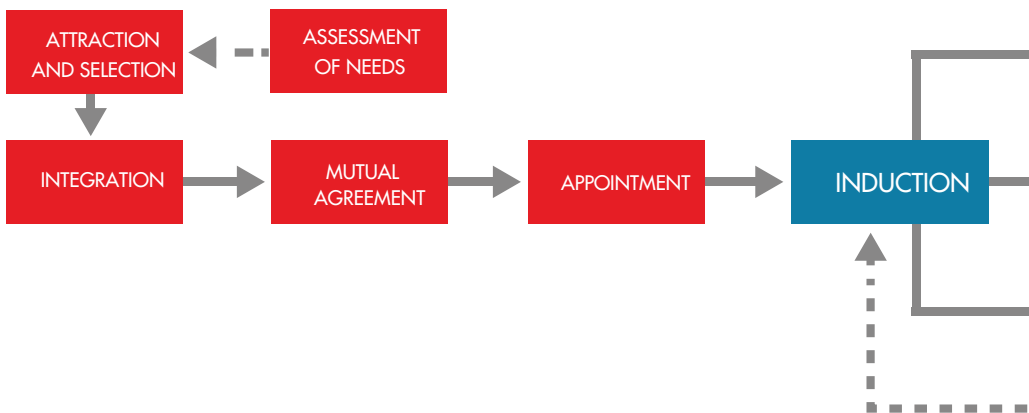 ATTRACTION
AND SELECTION
ASSESSMENT
OF NEEDS
INTEGRATION
MUTUAL
AGREEMENT
APPOINTMENT
INDUCTION